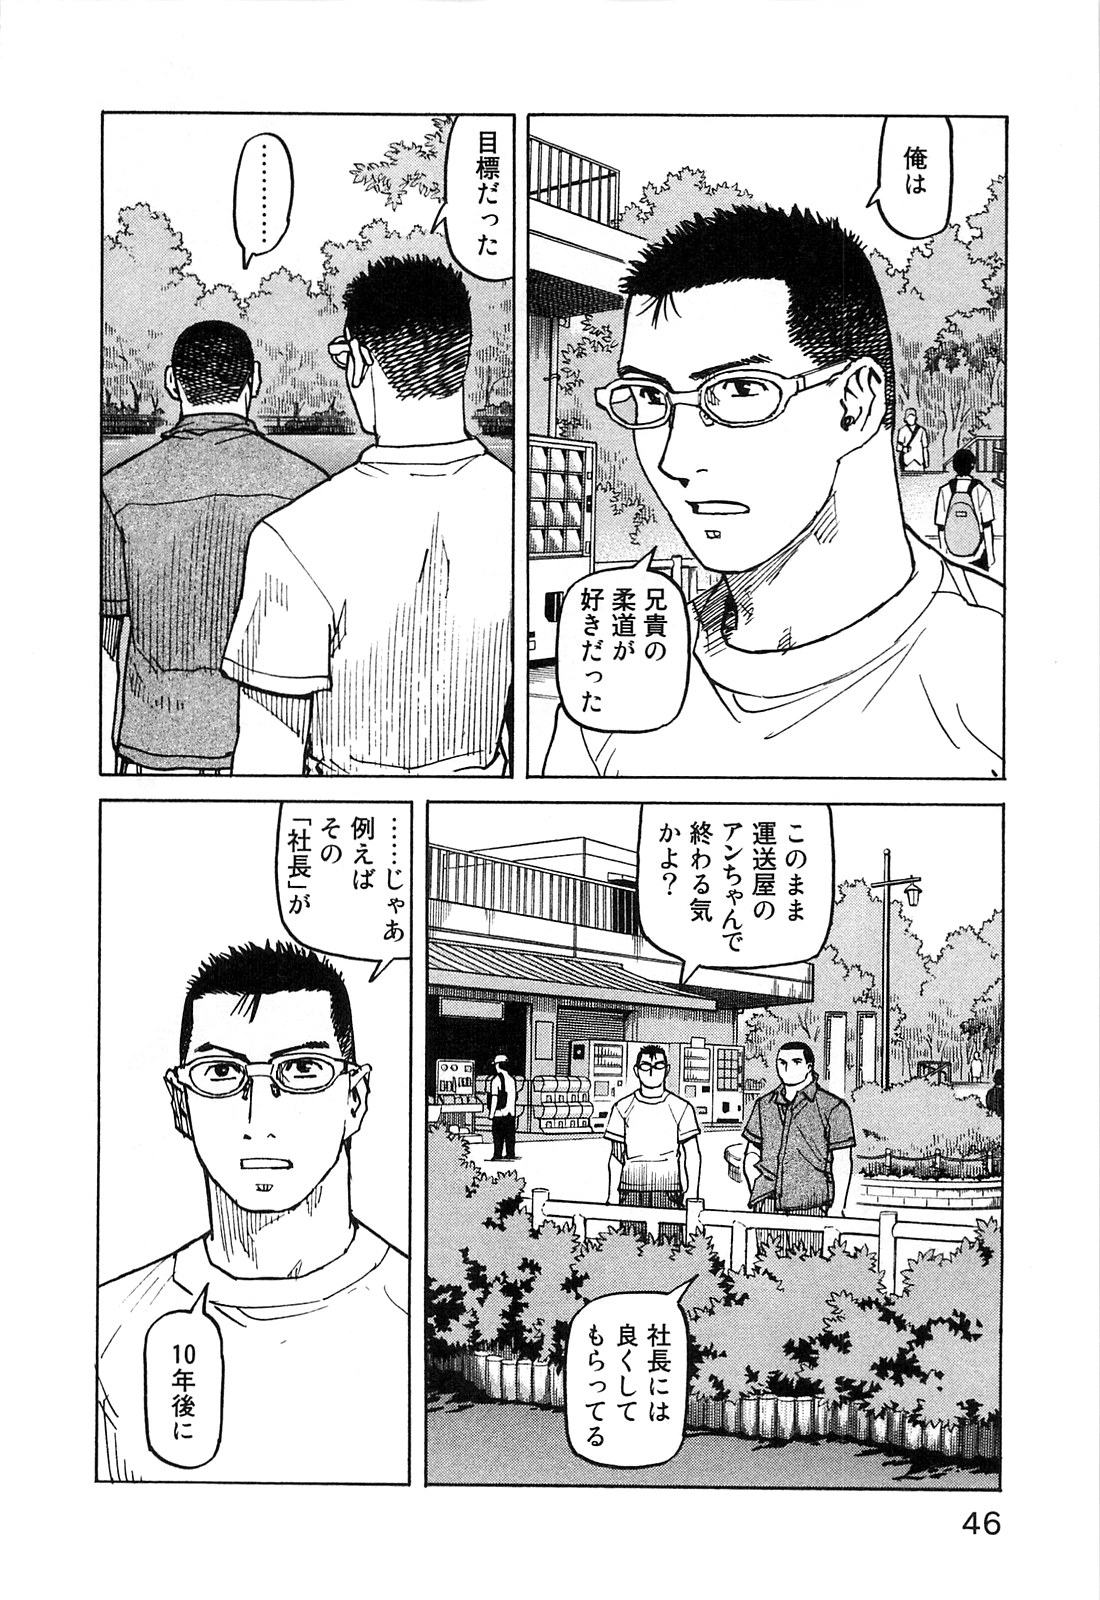 俺は
兄貴の
柔道が
好きだった
目標だった
…………
このまま
運送屋の
アンちゃんで
終わる気
かよ?
社長には
良くして
もらってる
……じゃあ
例えば
その
「社長」が
10年後に
46